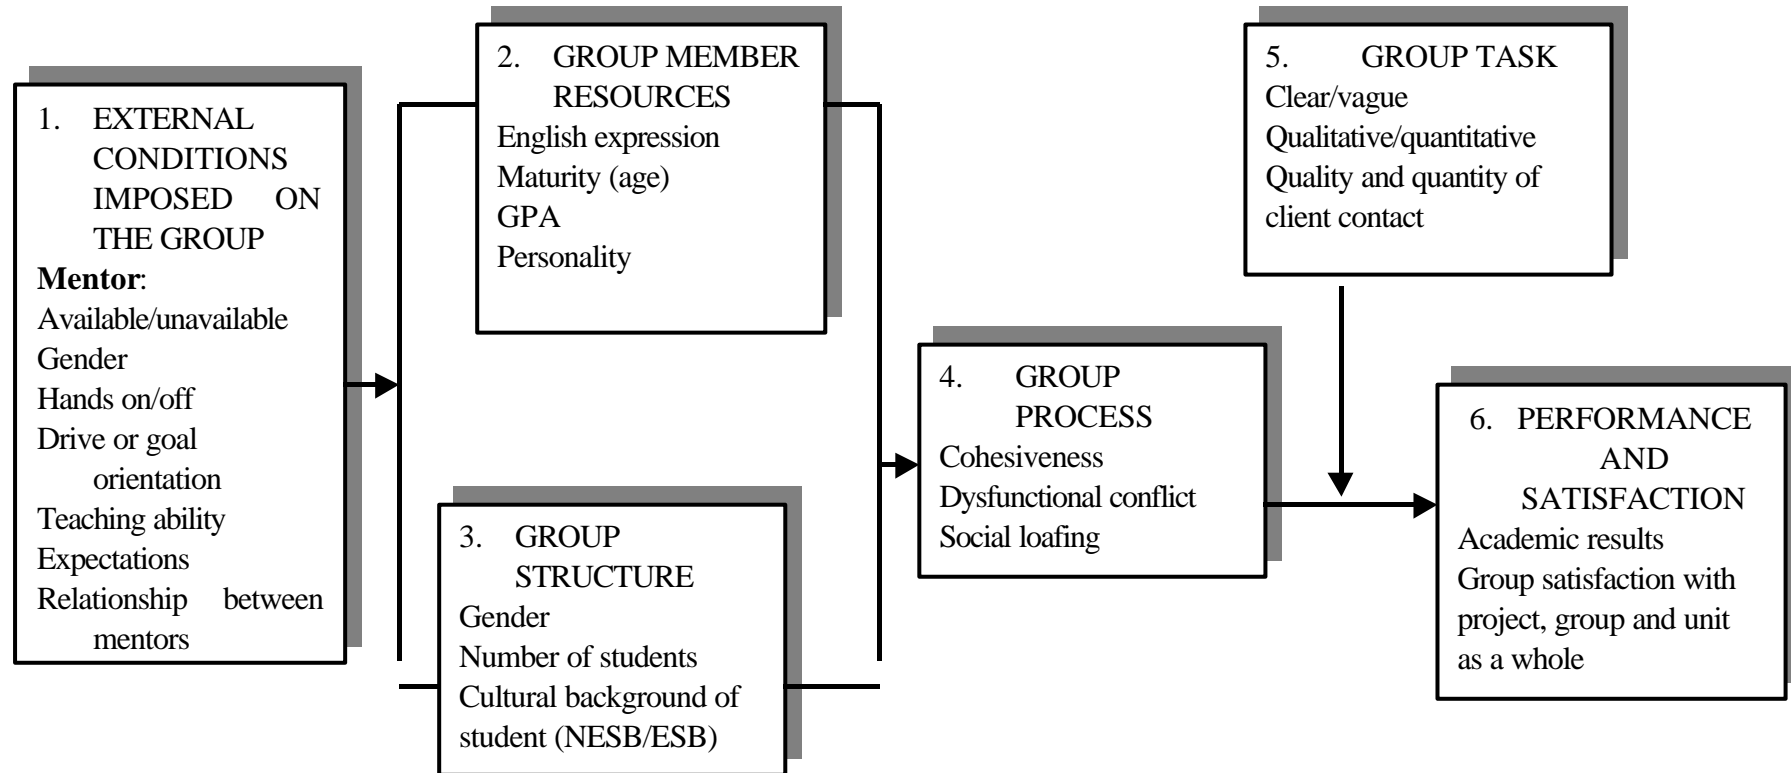 1. EXTERNAL
CONDITIONS
IMPOSED ON
THE GROUP
Mentor:
Available/unavailable
Gender
Hands on/off
Drive or goal
orientation
Teaching ability
Expectations
Relationship between
mentors
2. GROUP MEMBER
RESOURCES
English expression
Maturity (age)
GPA
Personality
3. GROUP
STRUCTURE
Gender
Number of students
Cultural background of
student (NESB/ESB)
4. GROUP
PROCESS
Cohesiveness
Dysfunctional conflict
Social loafing
5. GROUP TASK
Clear/vague
Qualitative/quantitative
Quality and quantity of
client contact
6. PERFORMANCE
AND
SATISFACTION
Academic results
Group satisfaction with
project, group and unit
as a whole